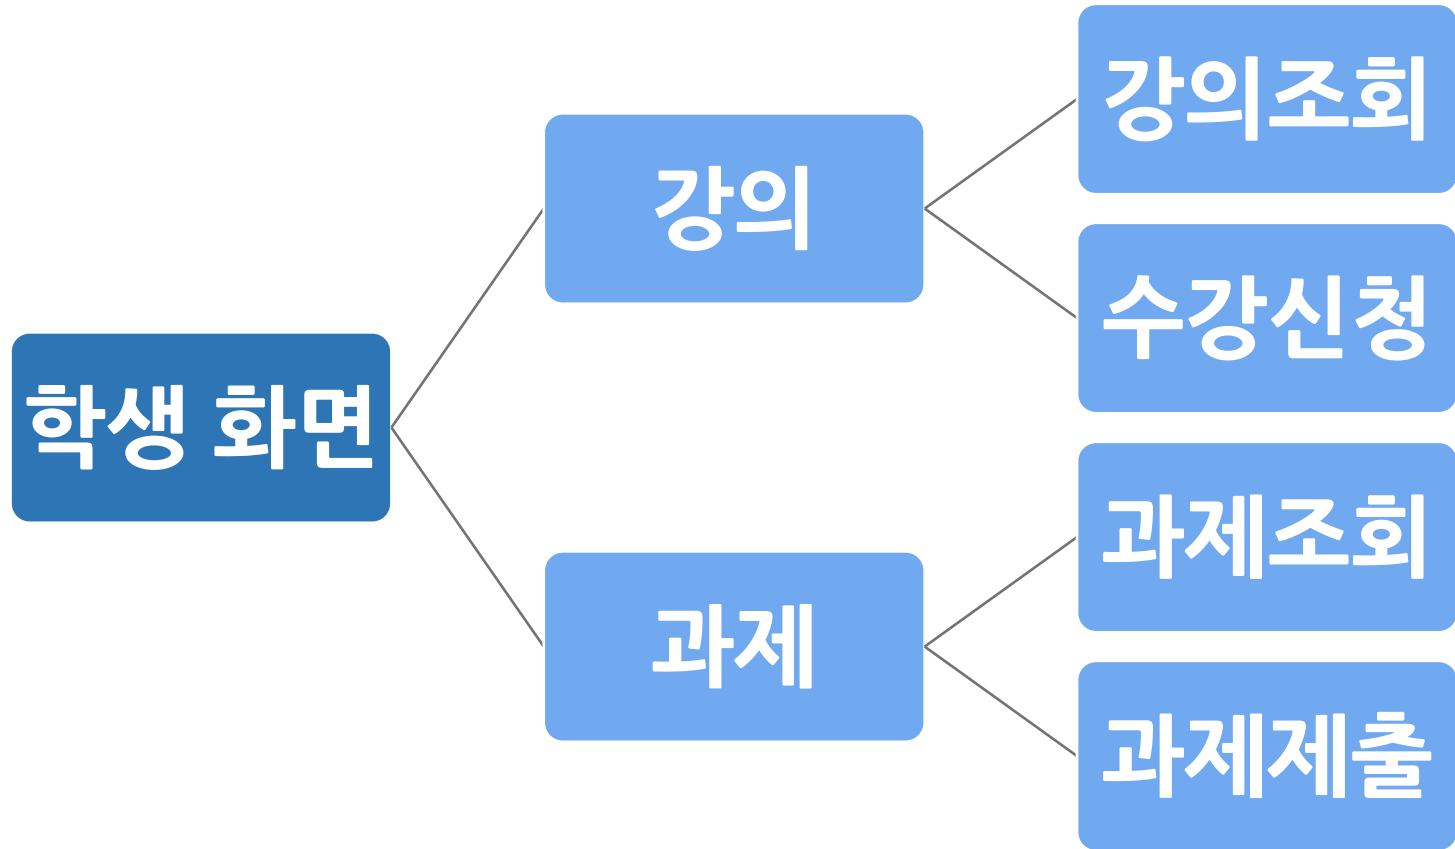 학생 화면
강의
강의조회
수강신청
과제
과제조회
과제제출